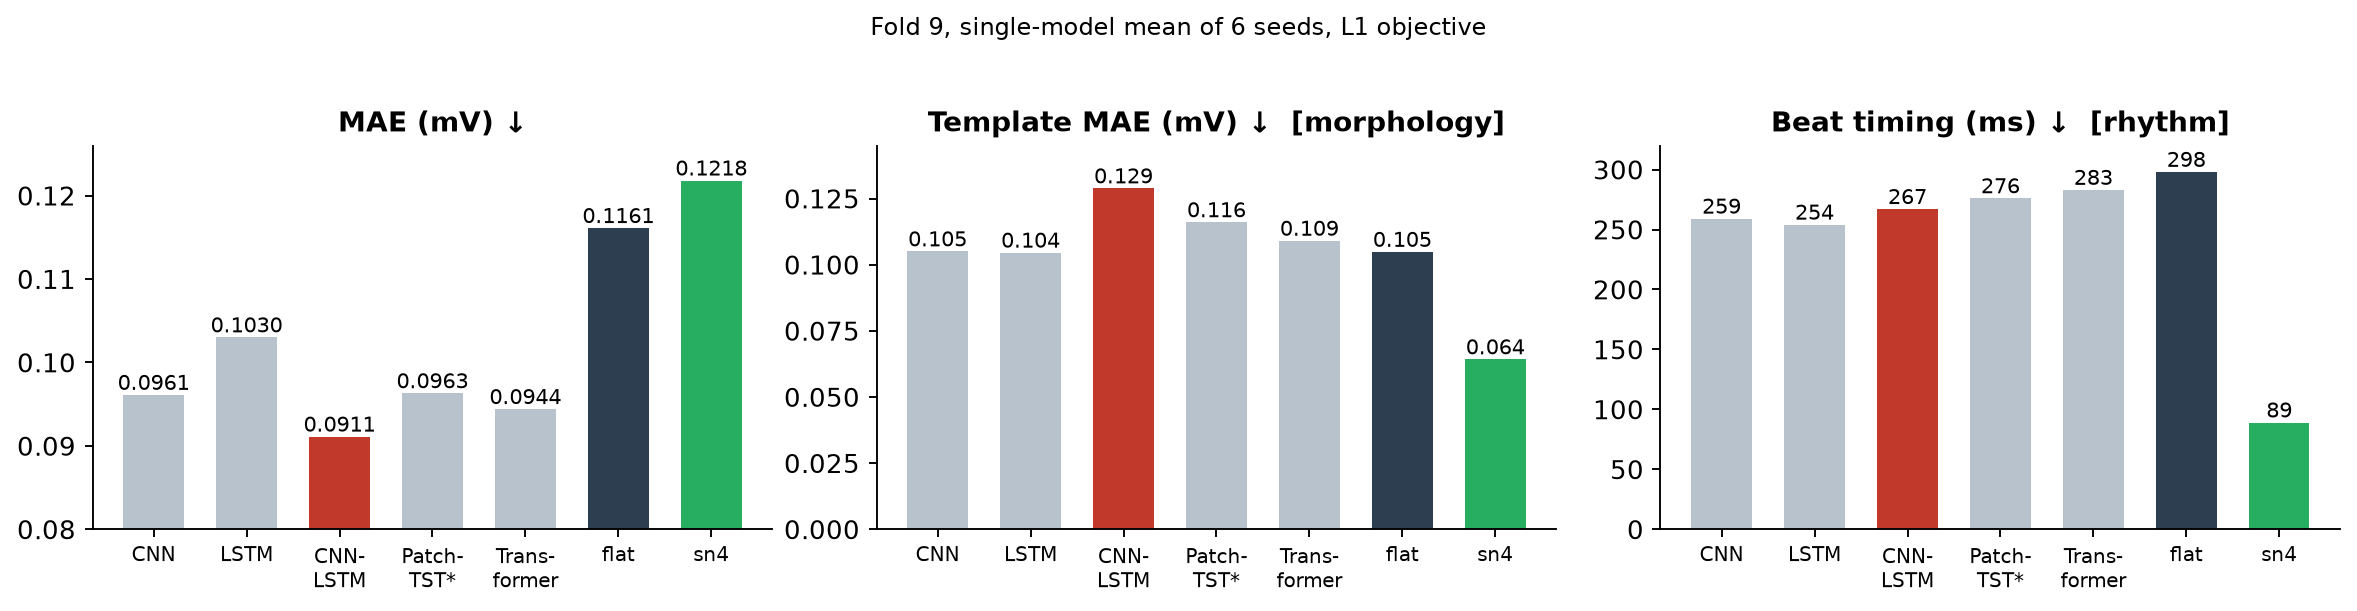 Fold 9, single-model mean of 6 seeds, L1 objective
MAE (mV) ↓
0.12
0.11
0.10
0.09
0.08
0.0961
0.1030
0.0911
0.0963
0.0944
0.1161
0.1218
CNN
LSTM
CNN-
LSTM
Patch-
TST*
Trans-
former
flat
sn4
Template MAE (mV) ↓ [morphology]
0.125
0.100
0.075
0.050
0.025
0.000
0.105
0.104
0.129
0.116
0.109
0.105
0.064
CNN
LSTM
CNN-
LSTM
Patch-
TST*
Trans-
former
flat
sn4
Beat timing (ms) ↓ [rhythm]
300
250
200
150
100
50
0
259
254
267
276
283
298
89
CNN
LSTM
CNN-
LSTM
Patch-
TST*
Trans-
former
flat
sn4